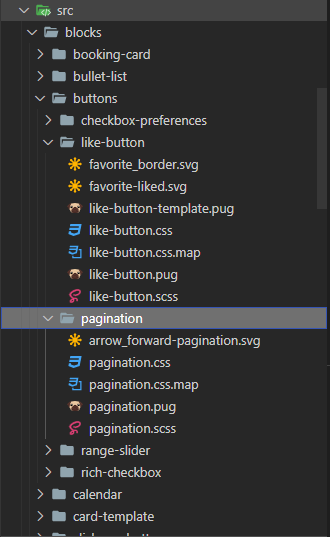 src
blocks
booking-card
bullet-list
buttons
checkbox-preferences
like-button
favorite_border.svg
favorite-liked.svg
like-button-template.pug
like-button.css
like-button.css.map
like-button.pug
like-button.scss
pagination
arrow_forward-pagination.svg
pagination.css
pagination.css.map
pagination.pug
pagination.scss
range-slider
rich-checkbox
calendar
card-template